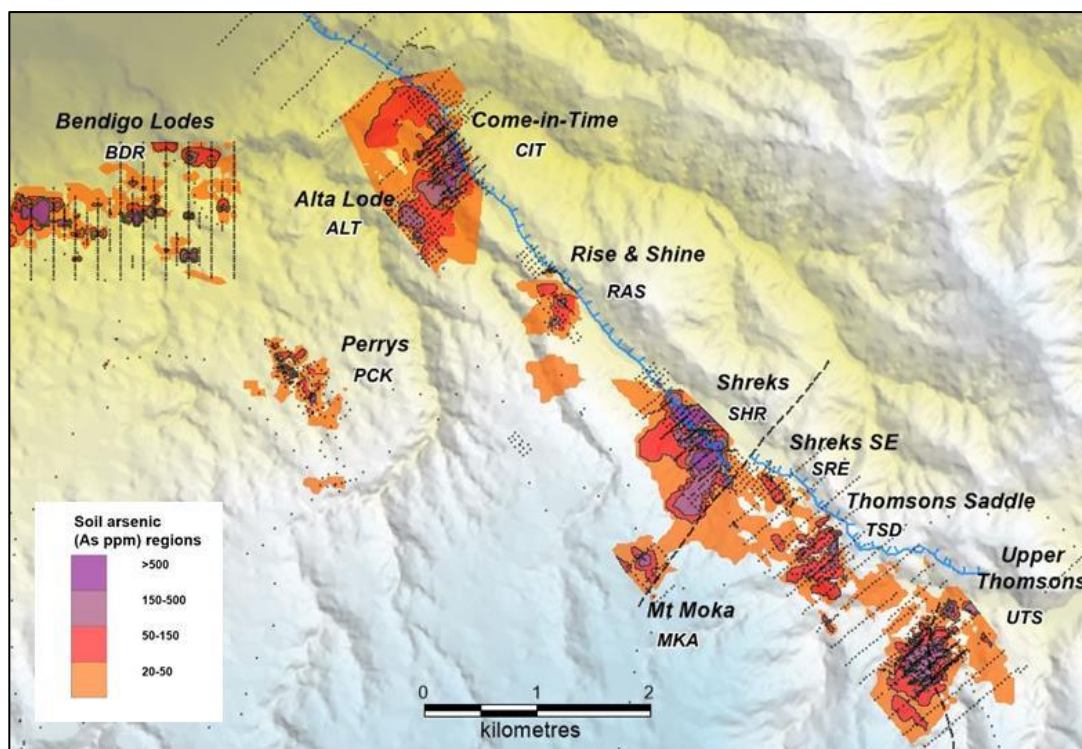 Bendigo Lodes
BDR
Come-in-Time
CIT
Alta Lode
ALT
Rise & Shine
RAS
Perrys
PCK
Shreks
SHR
Shreks SE
SRE
Thomsons Saddle
TSD
Upper
Thomsons
UTS
Mt Moka
MKA
Soil arsenic
(As ppm) regions
>500
150-500
50-150
20-50
0 1 2
kilometres